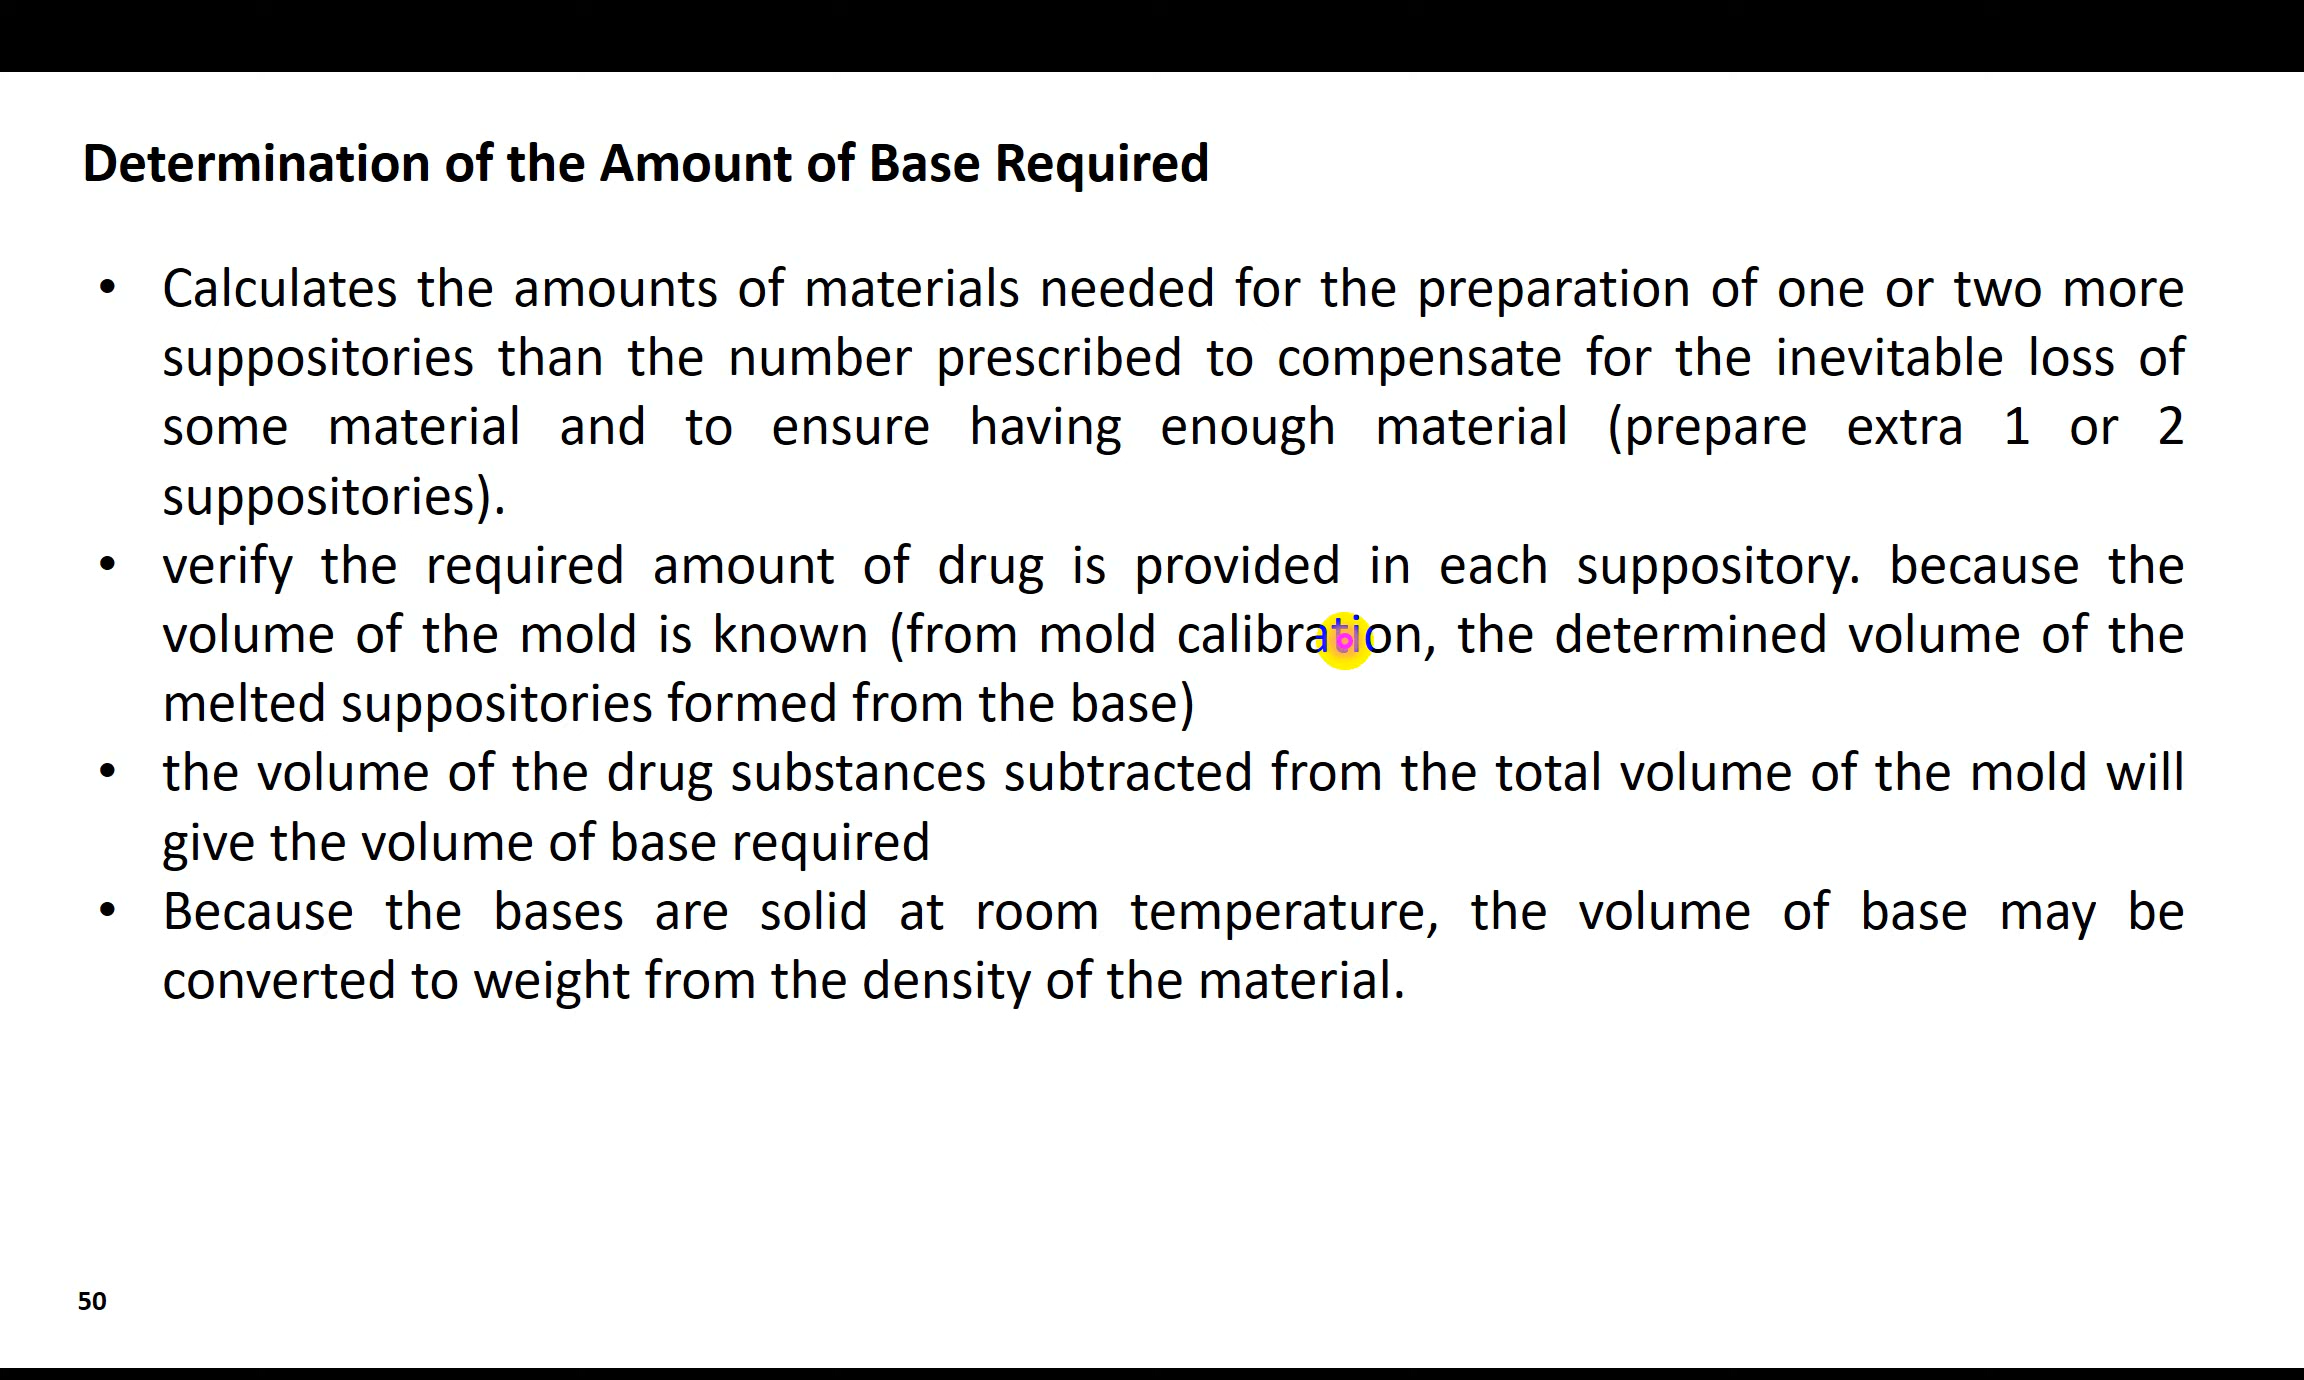 Determination of the Amount of Base Required
• Calculates the amounts of materials needed for the preparation of one or two more
suppositories than the number prescribed to compensate for the inevitable loss of
some material and to ensure having enough material (prepare extra 1 or 2
suppositories).
• verify the required amount of drug is provided in each suppository. because the
volume of the mold is known (from mold calibration, the determined volume of the
melted suppositories formed from the base)
• the volume of the drug substances subtracted from the total volume of the mold will
give the volume of base required
• Because the bases are solid at room temperature, the volume of base may be
converted to weight from the density of the material.
50